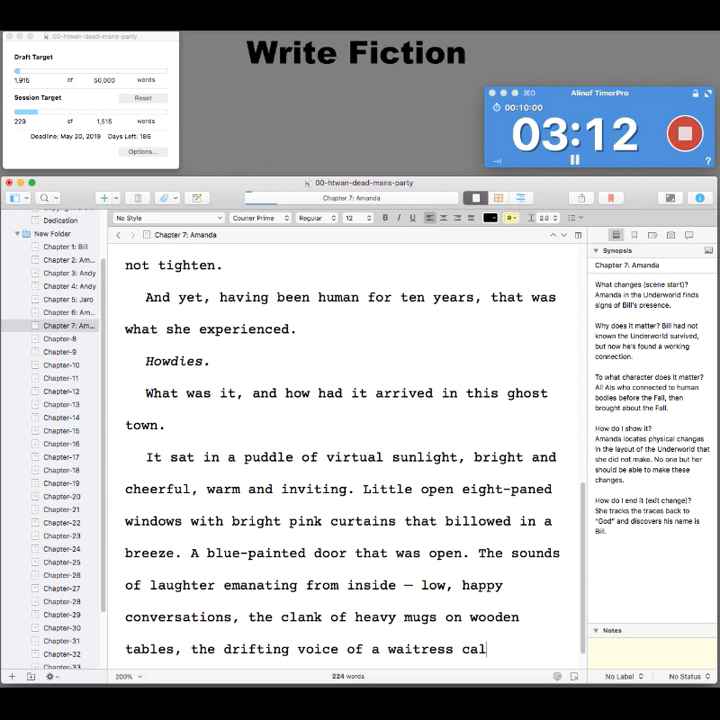 00-htwan-dead-mans-party
Draft Target
1,915 of 50,000 words
Session Target
Reset
229 of 1,515 words
Deadline: May 20, 2019 Days Left: 186
Options...
Write Fiction
⌘0 Alinof TimerPro
00:10:00
03:12
?
00-htwan-dead-mans-party
Chapter 7: Amanda
No Style
Courier Prime
Regular
12
B I U
a
2.0
Dedication
New Folder
Chapter 1: Bill
Chapter 2: Am...
Chapter 3: Andy
Chapter 4: Andy
Chapter 5: Jaro
Chapter 6: Am...
Chapter 7: Am...
Chapter-8
Chapter-9
Chapter-10
Chapter-11
Chapter-12
Chapter-13
Chapter-14
Chapter-15
Chapter-16
Chapter-17
Chapter-18
Chapter-19
Chapter-20
Chapter-21
Chapter-22
Chapter-23
Chapter-24
Chapter-25
Chapter-26
Chapter-27
Chapter-28
Chapter-29
Chapter-30
Chapter-31
Chapter-32
Chapter-33
Chapter 7: Amanda
not tighten.
And yet, having been human for ten years, that was
what she experienced.
Howdies.
What was it, and how had it arrived in this ghost
town.
It sat in a puddle of virtual sunlight, bright and
cheerful, warm and inviting. Little open eight-paned
windows with bright pink curtains that billowed in a
breeze. A blue-painted door that was open. The sounds
of laughter emanating from inside — low, happy
conversations, the clank of heavy mugs on wooden
tables, the drifting voice of a waitress cal
200%
224 words
Synopsis
Chapter 7: Amanda
What changes (scene start)?
Amanda in the Underworld finds
signs of Bill's presence.
Why does it matter? Bill had not
known the Underworld survived,
but now he's found a working
connection.
To what character does it matter?
All AIs who connected to human
bodies before the Fall, then
brought about the Fall.
How do I show it?
Amanda locates physical changes
in the layout of the Underworld that
she did not make. No one but her
should be able to make these
changes.
How do I end it (exit change)?
She tracks the traces back to
"God" and discovers his name is
Bill.
Notes
No Label
No Status